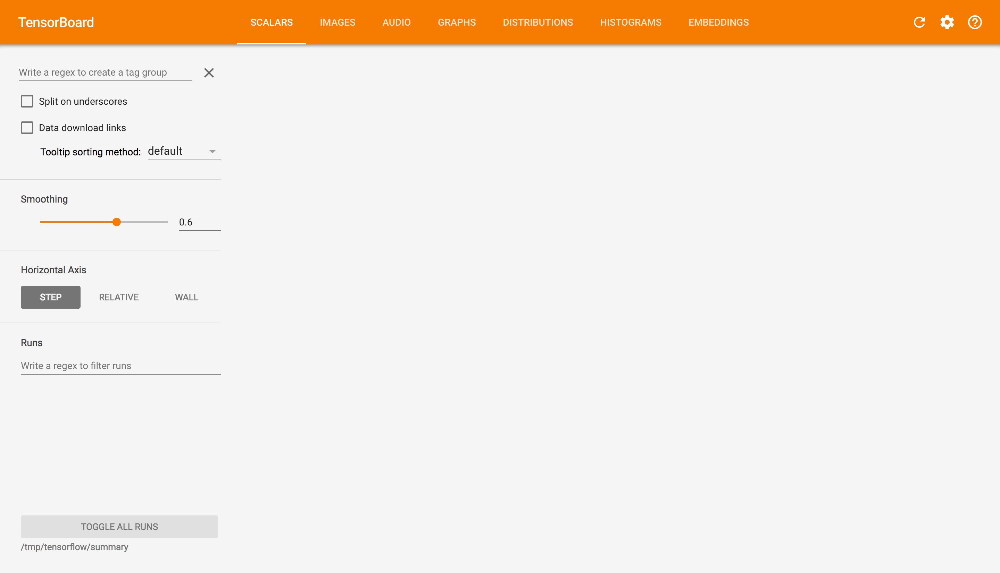 TensorBoard SCALARS IMAGES AUDIO GRAPHS DISTRIBUTIONS HISTOGRAMS EMBEDDINGS
Write a regex to create a tag group
Split on underscores
Data download links
Tooltip sorting method: default
Smoothing
0.6
Horizontal Axis
STEP RELATIVE WALL
Runs
Write a regex to filter runs
TOGGLE ALL RUNS
/tmp/tensorflow/summary